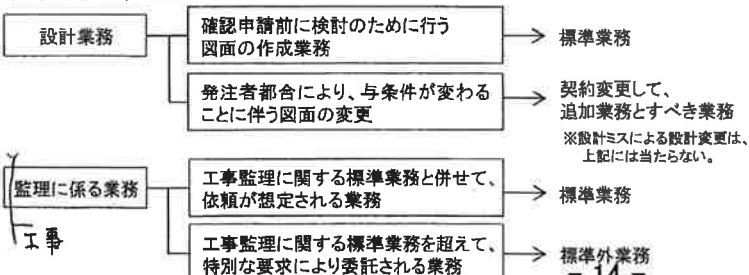 設計業務
確認申請前に検討のために行う
図面の作成業務
標準業務
発注者都合により、与条件が変わる
ことに伴う図面の変更
契約変更して、
追加業務とすべき業務
※設計ミスによる設計変更は、
上記には当たらない。
監理に係る業務
工事
工事監理に関する標準業務と併せて、
依頼が想定される業務
標準業務
工事監理に関する標準業務を超えて、
特別な要求により委託される業務
標準外業務
- 14 -